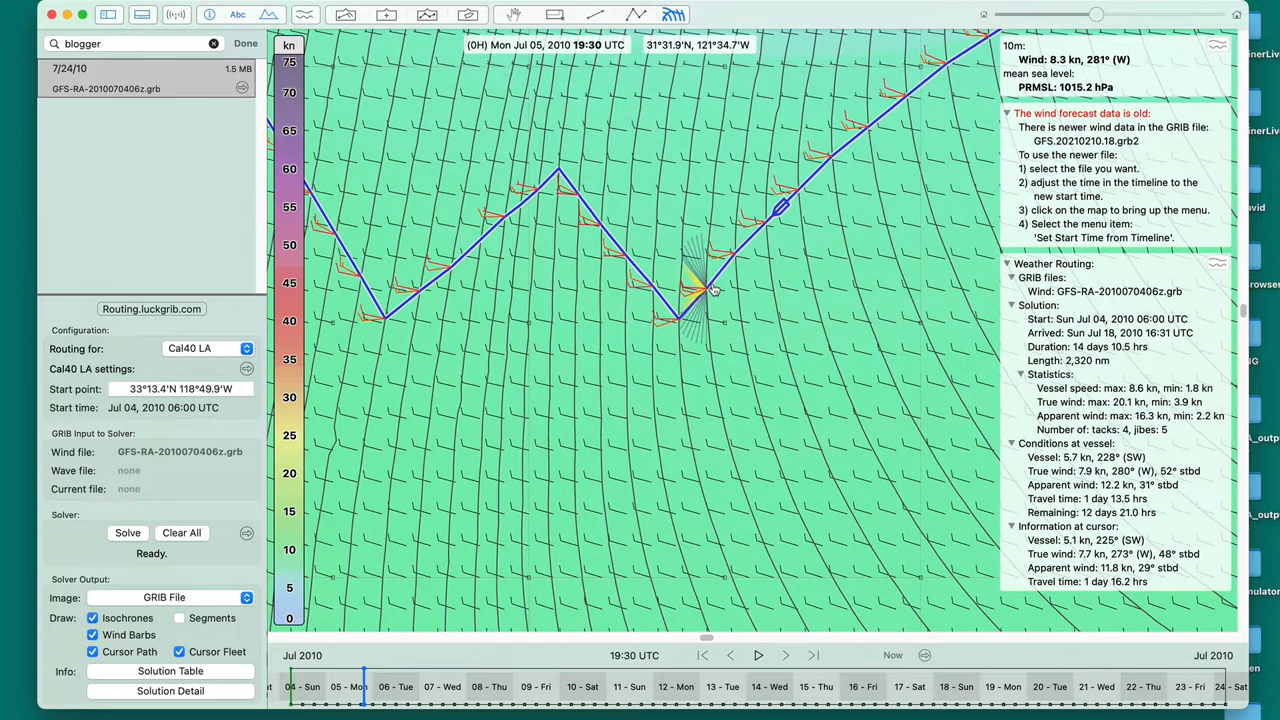 Abc
blogger
Done
7/24/10
1.5 MB
GFS-RA-2010070406z.grb
Routing.luckgrib.com
Configuration:
Routing for:
Cal40 LA
Cal40 LA settings:
Start point:
33°13.4'N 118°49.9'W
Start time:
Jul 04, 2010 06:00 UTC
GRIB Input to Solver:
Wind file:
GFS-RA-2010070406z.grb
Wave file:
none
Current file:
none
Solver:
Solve
Clear All
Ready.
Solver Output:
Image:
GRIB File
Draw:
Isochrones
Segments
Wind Barbs
Cursor Path
Cursor Fleet
Info:
Solution Table
Solution Detail
kn
75
70
65
60
55
50
45
40
35
30
25
20
15
10
5
0
(0H) Mon Jul 05, 2010 19:30 UTC
31°31.9'N, 121°34.7'W
10m:
Wind: 8.3 kn, 281° (W)
mean sea level:
PRMSL: 1015.2 hPa
The wind forecast data is old:
There is newer wind data in the GRIB file:
GFS.20210210.18.grb2
To use the newer file:
1) select the file you want.
2) adjust the time in the timeline to the
new start time.
3) click on the map to bring up the menu.
4) Select the menu item:
'Set Start Time from Timeline'.
Weather Routing:
GRIB files:
Wind: GFS-RA-2010070406z.grb
Solution:
Start: Sun Jul 04, 2010 06:00 UTC
Arrived: Sun Jul 18, 2010 16:31 UTC
Duration: 14 days 10.5 hrs
Length: 2,320 nm
Statistics:
Vessel speed: max: 8.6 kn, min: 1.8 kn
True wind: max: 20.1 kn, min: 3.9 kn
Apparent wind: max: 16.3 kn, min: 2.2 kn
Number of: tacks: 4, jibes: 5
Conditions at vessel:
Vessel: 5.7 kn, 228° (SW)
True wind: 7.9 kn, 280° (W), 52° stbd
Apparent wind: 12.2 kn, 31° stbd
Travel time: 1 day 13.5 hrs
Remaining: 12 days 21.0 hrs
Information at cursor:
Vessel: 5.1 kn, 225° (SW)
True wind: 7.7 kn, 273° (W), 48° stbd
Apparent wind: 11.8 kn, 29° stbd
Travel time: 1 day 16.2 hrs
Jul 2010
19:30 UTC
Now
Jul 2010
04 - Sun
05 - Mon
06 - Tue
07 - Wed
08 - Thu
09 - Fri
10 - Sat
11 - Sun
12 - Mon
13 - Tue
14 - Wed
15 - Thu
16 - Fri
17 - Sat
18 - Sun
19 - Mon
20 - Tue
21 - Wed
22 - Thu
23 - Fri
24 - Sat